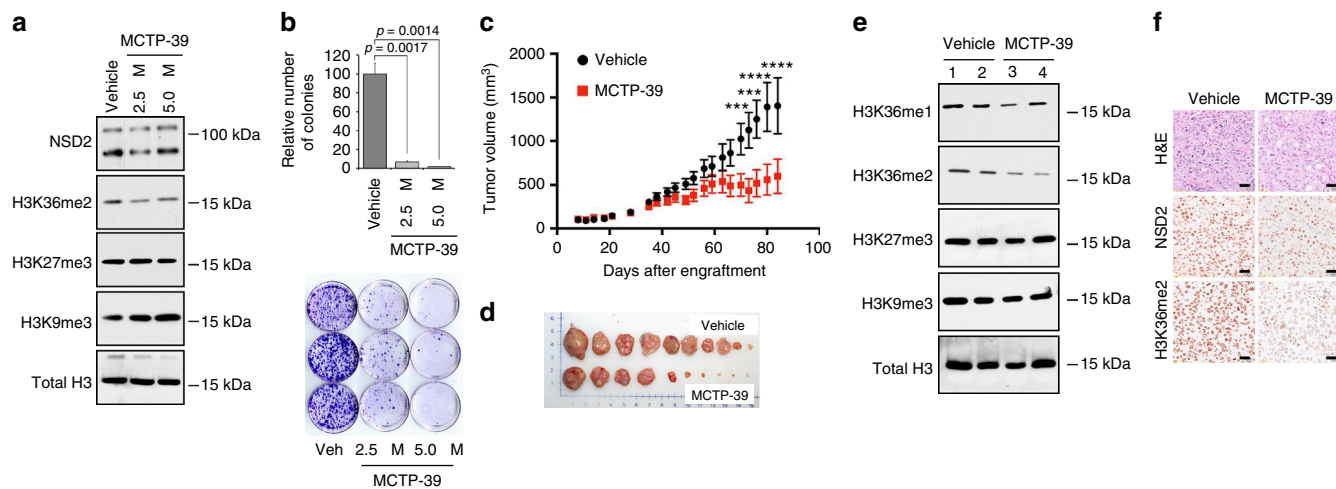 a
MCTP-39
Vehicle
2.5 M
5.0 M
NSD2
100 kDa
H3K36me2
15 kDa
H3K27me3
15 kDa
H3K9me3
15 kDa
Total H3
15 kDa
b
p = 0.0014
p = 0.0017
Relative number
of colonies
120
100
80
60
40
20
0
Vehicle
2.5 M
5.0 M
MCTP-39
Veh 2.5 M 5.0 M
MCTP-39
c
Tumor volume (mm³)
2000
1500
1000
500
0
Vehicle
MCTP-39
***
****
***
****
0 20 40 60 80 100
Days after engraftment
d
Vehicle
MCTP-39
e
Vehicle MCTP-39
1 2 3 4
H3K36me1
15 kDa
H3K36me2
15 kDa
H3K27me3
15 kDa
H3K9me3
15 kDa
Total H3
15 kDa
f
Vehicle MCTP-39
H&E
NSD2
H3K36me2